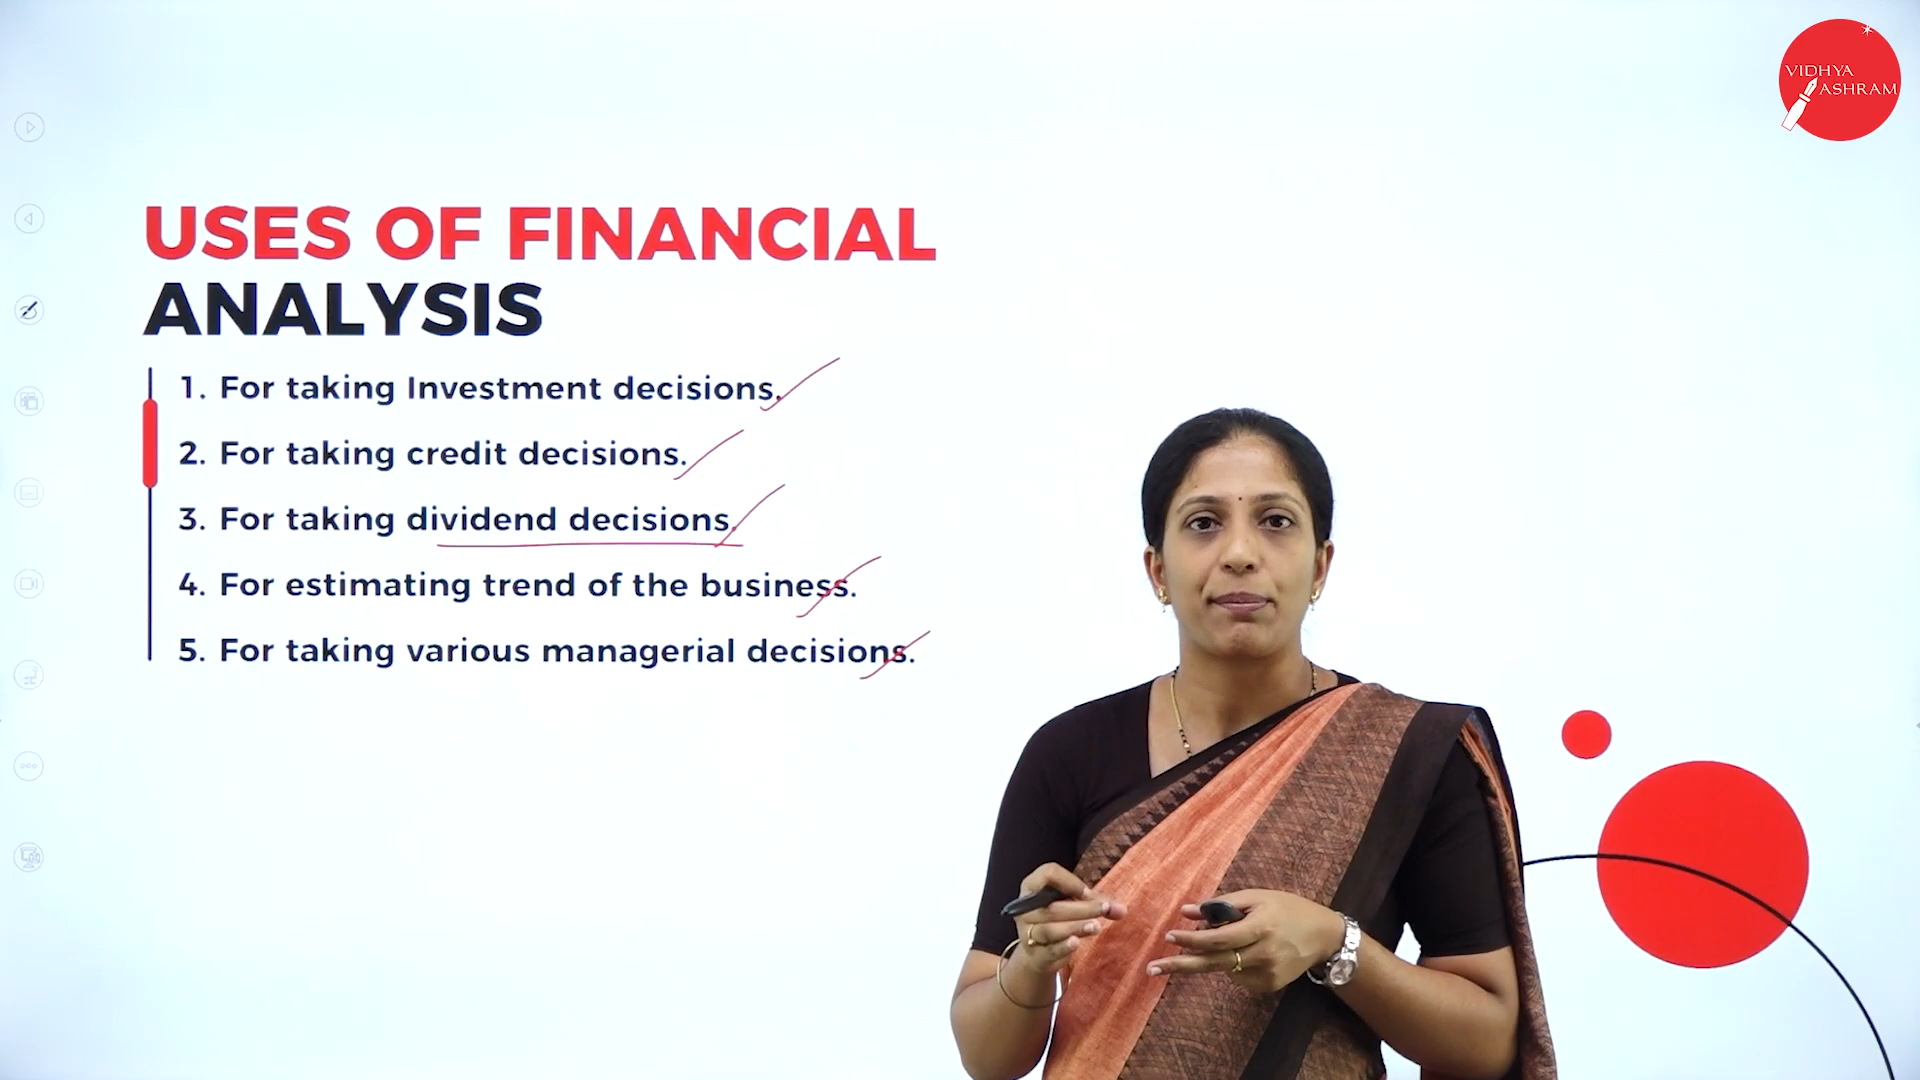 VIDHYA
ASHRAM
USES OF FINANCIAL
ANALYSIS
1. For taking Investment decisions.
2. For taking credit decisions.
3. For taking dividend decisions.
4. For estimating trend of the business.
5. For taking various managerial decisions.